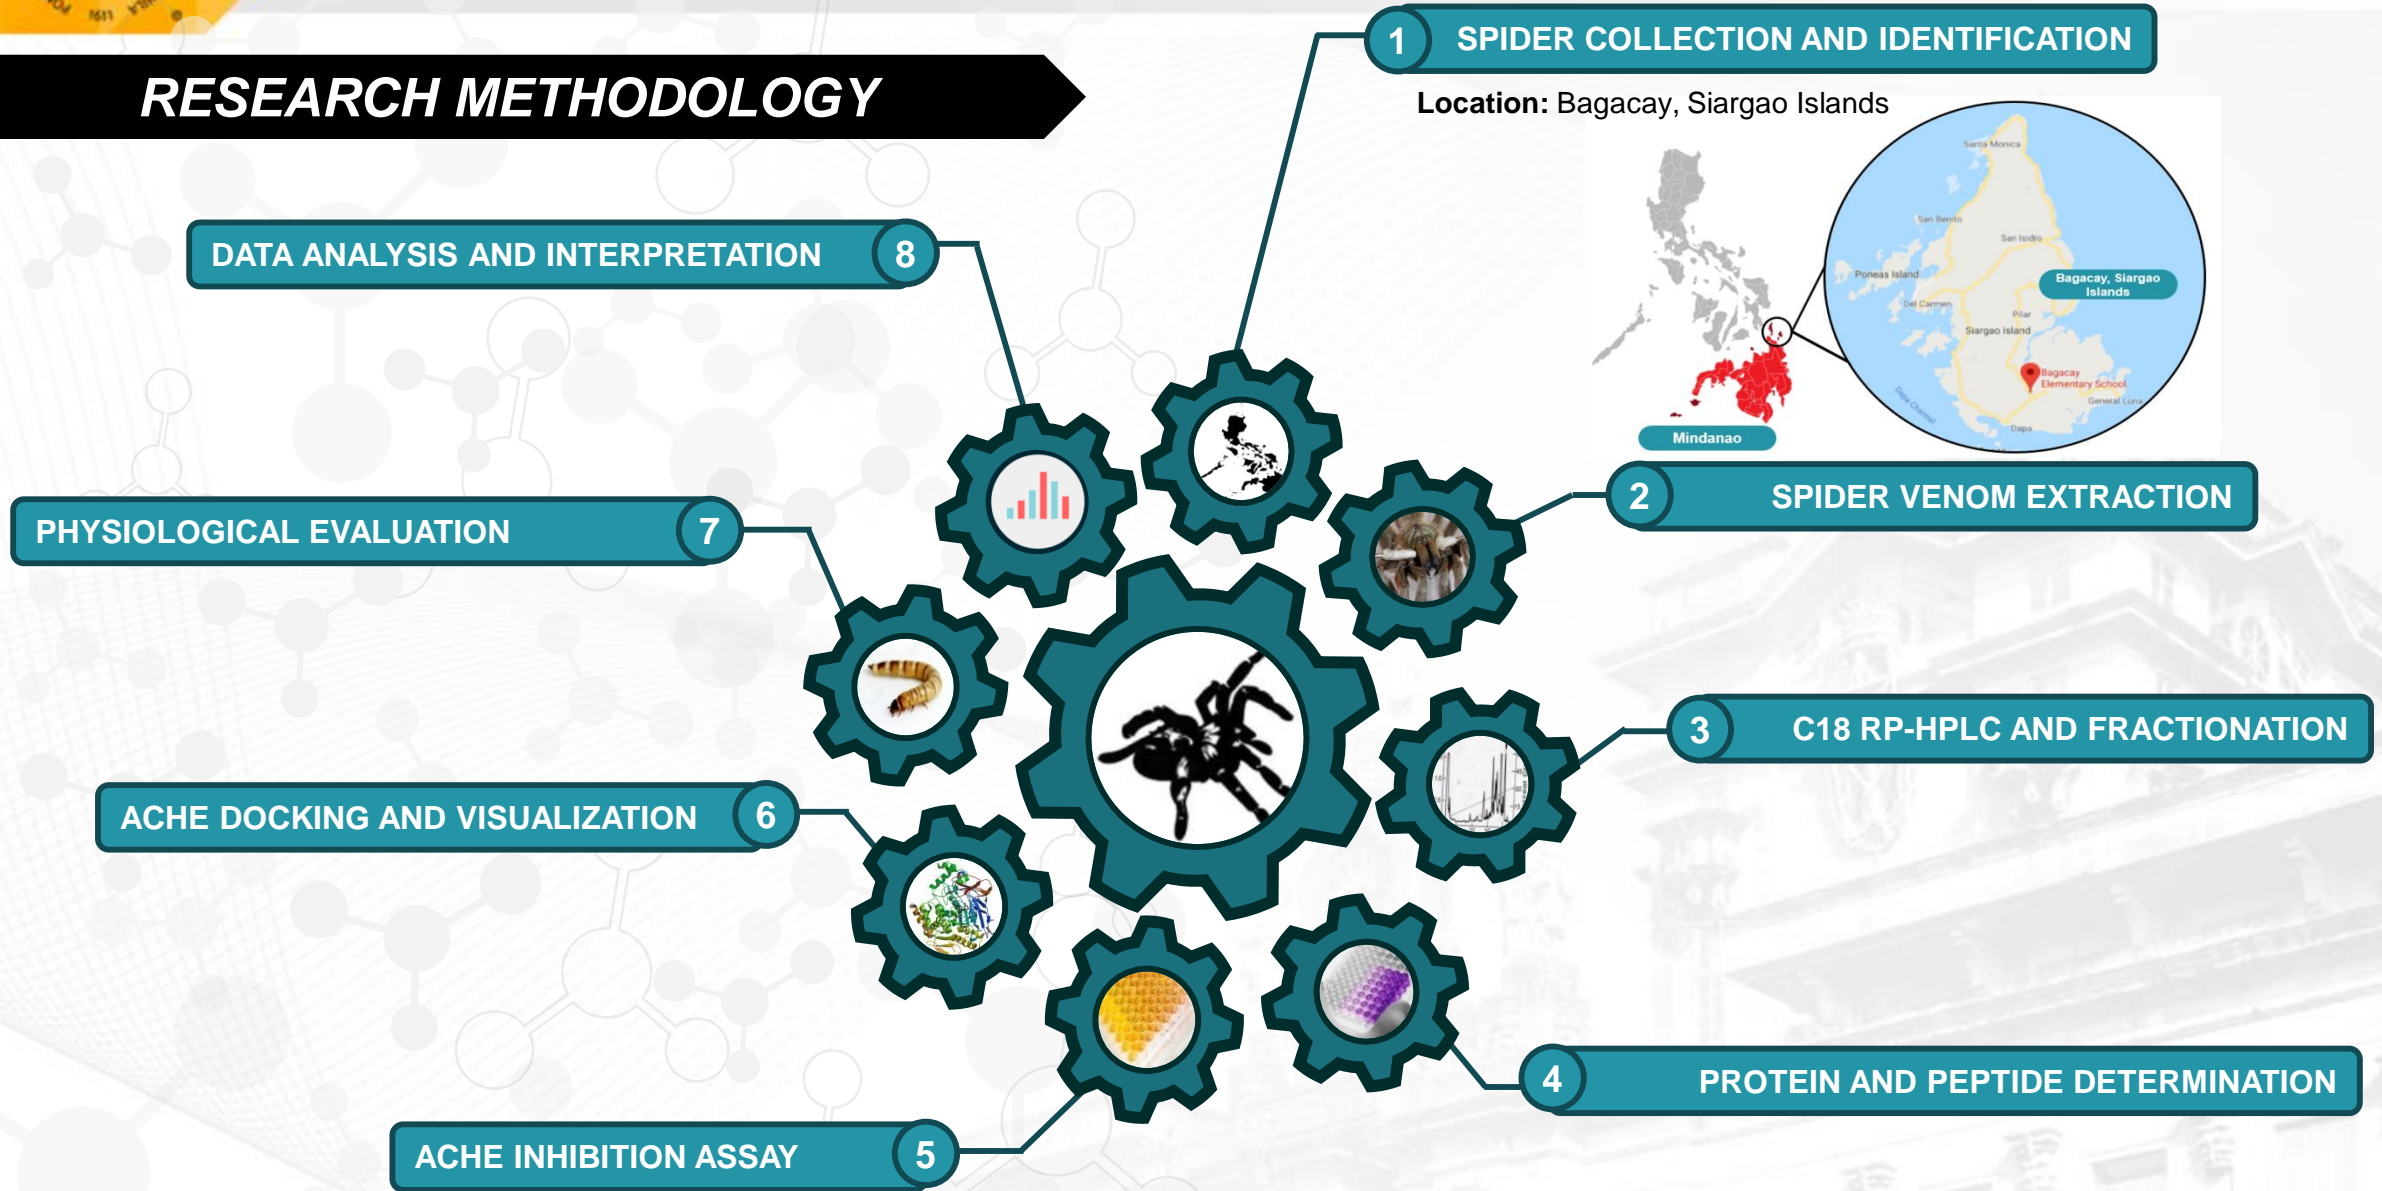 1611
RESEARCH METHODOLOGY
1 SPIDER COLLECTION AND IDENTIFICATION
Location: Bagacay, Siargao Islands
Santa Monica
San Benito
San Isidro
Poneas Island
Bagacay, Siargao
Islands
Del Carmen
Pilar
Siargao Island
Bagacay
Elementary School
General Luna
Dapa Channel
Dapa
Mindanao
2 SPIDER VENOM EXTRACTION
3 C18 RP-HPLC AND FRACTIONATION
4 PROTEIN AND PEPTIDE DETERMINATION
ACHE INHIBITION ASSAY 5
ACHE DOCKING AND VISUALIZATION 6
PHYSIOLOGICAL EVALUATION 7
DATA ANALYSIS AND INTERPRETATION 8